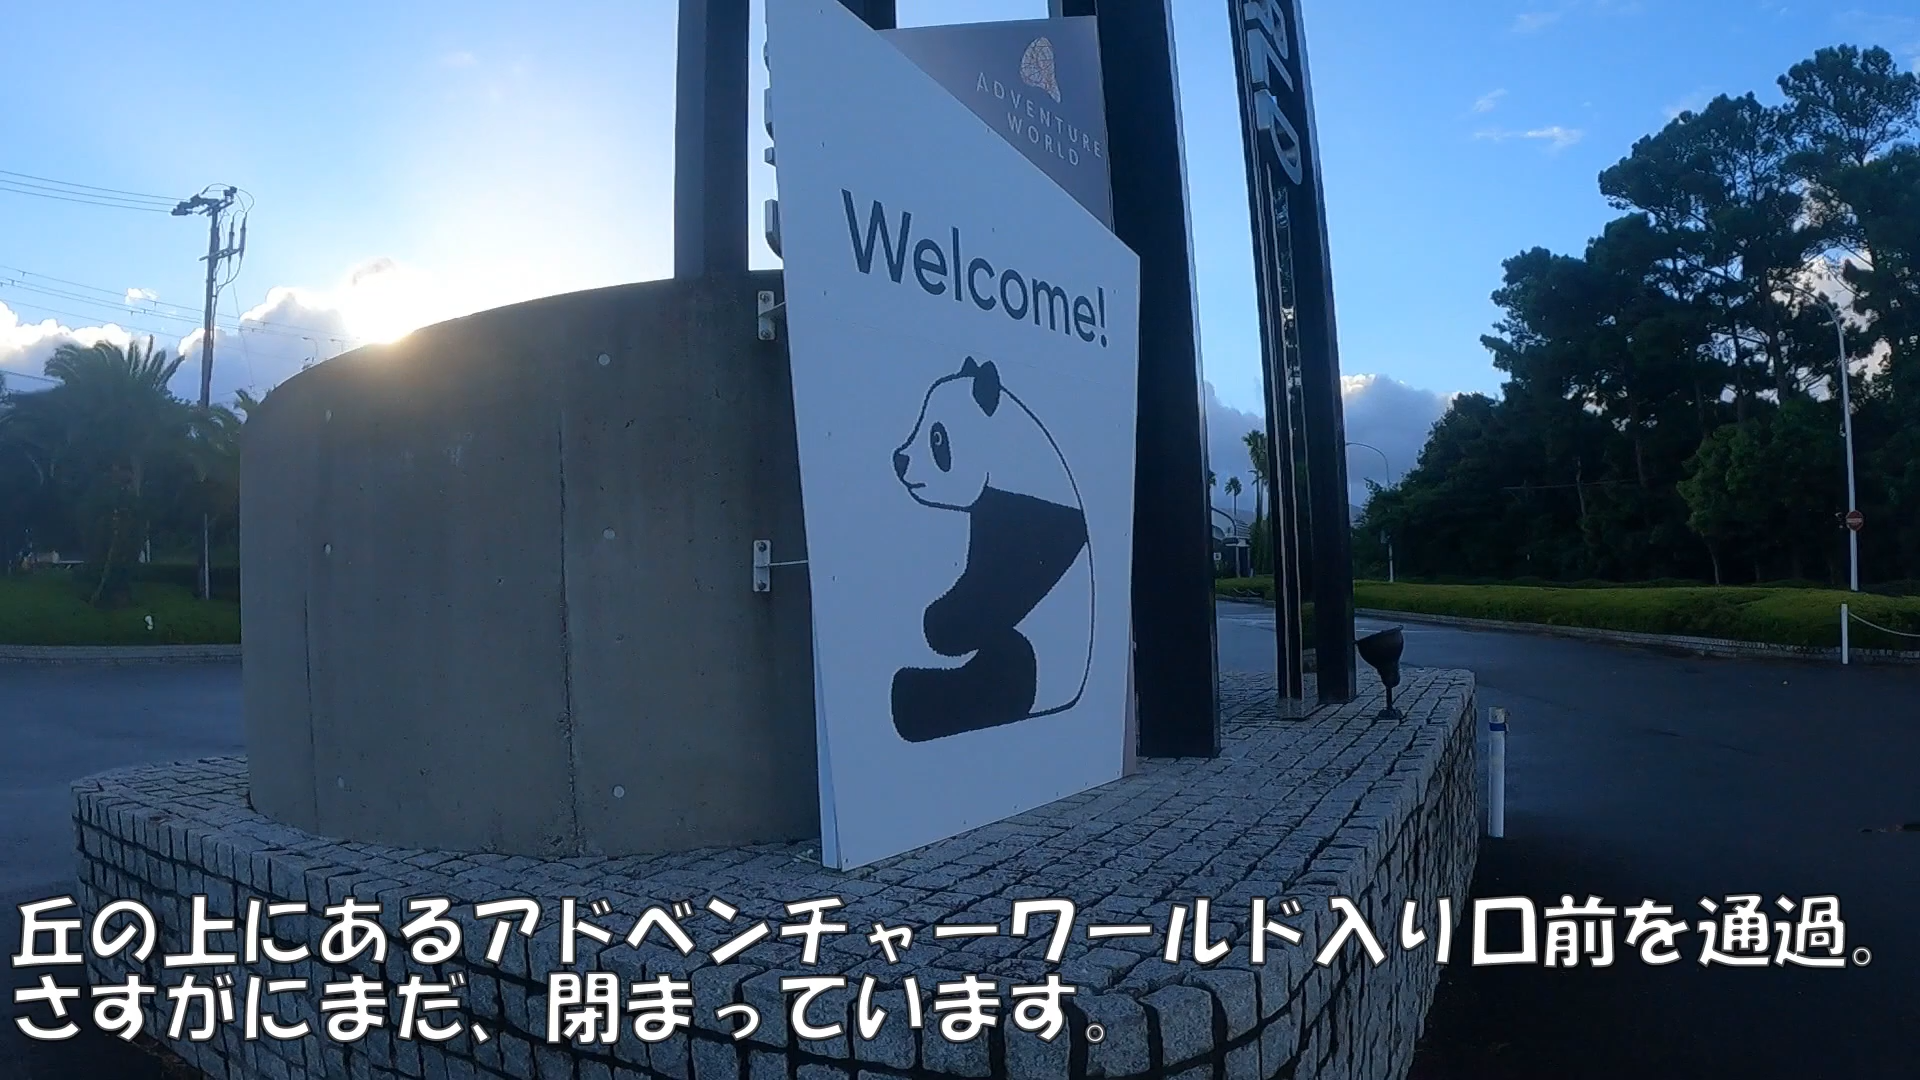 ADVENTURE
WORLD
Welcome!
丘の上にあるアドベンチャーワールド入り口前を通過。
さすがにまだ、閉まっています。